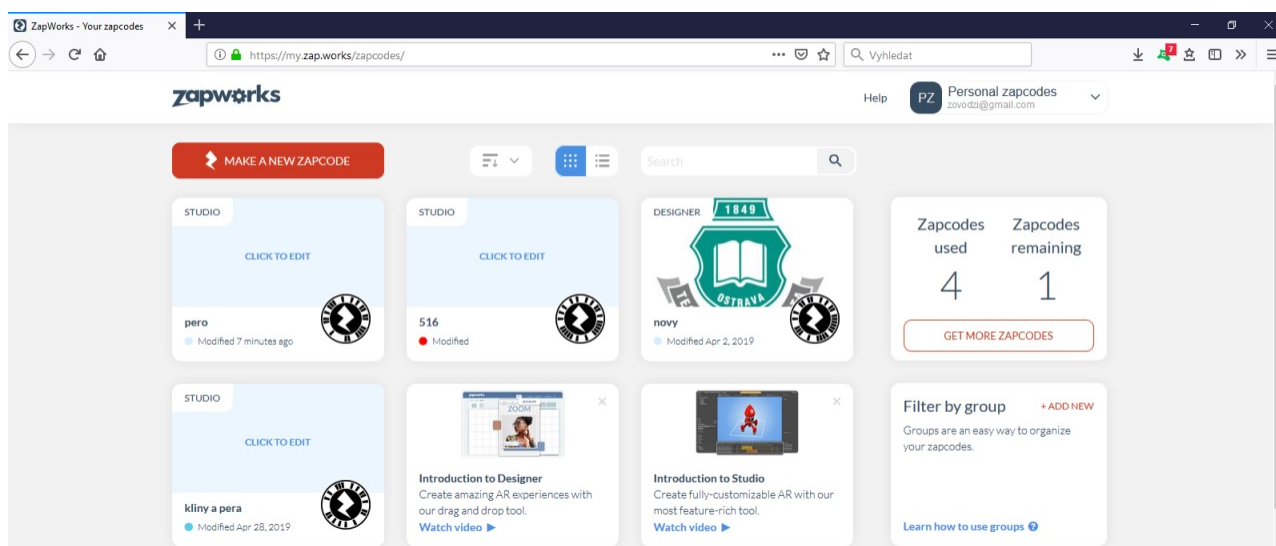 ZapWorks - Your zapcodes
https://my.zap.works/zapcodes/
Vyhledat
7
zapworks
Help
PZ
Personal zapcodes
zovodzi@gmail.com
MAKE A NEW ZAPCODE
Search
STUDIO
CLICK TO EDIT
pero
Modified 7 minutes ago
STUDIO
CLICK TO EDIT
516
Modified
DESIGNER
1849
TE
OSTRAVA
novy
Modified Apr 2, 2019
Zapcodes used
Zapcodes remaining
4
1
GET MORE ZAPCODES
STUDIO
CLICK TO EDIT
kliny a pera
Modified Apr 28, 2019
ZOOM
Introduction to Designer
Create amazing AR experiences with
our drag and drop tool.
Watch video
Introduction to Studio
Create fully-customizable AR with our
most feature-rich tool.
Watch video
Filter by group
+ ADD NEW
Groups are an easy way to organize
your zapcodes.
Learn how to use groups